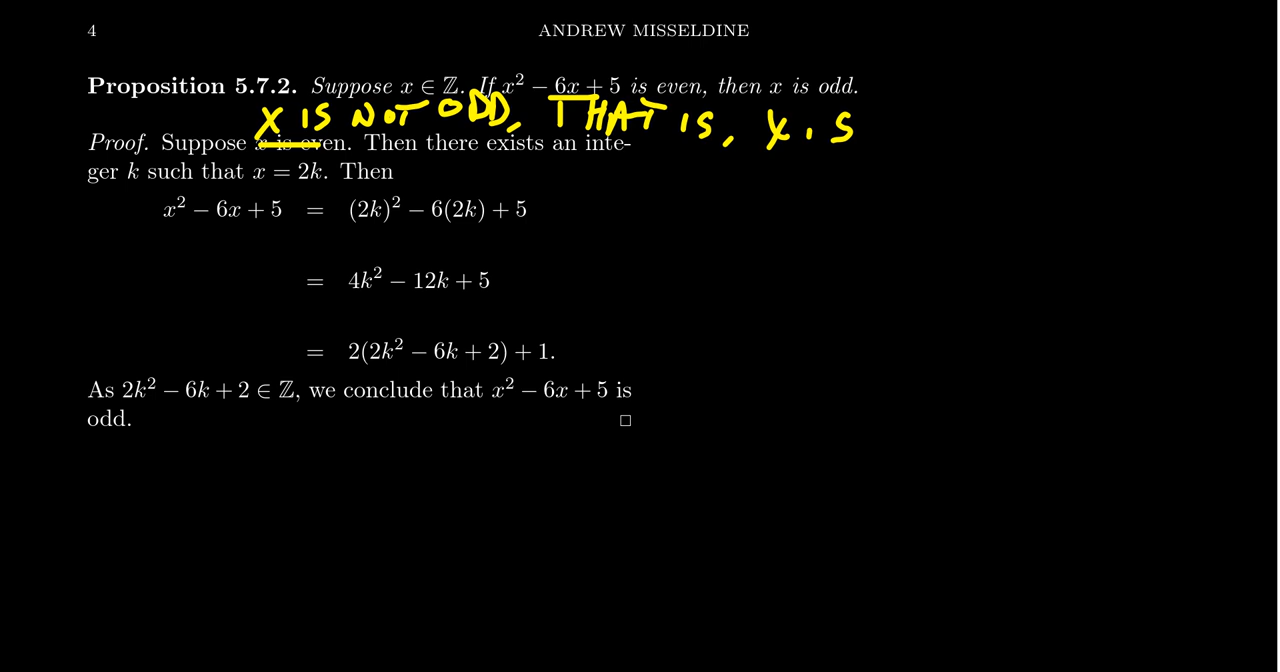 4 ANDREW MISSELDINE
Proposition 5.7.2. Suppose x ∈ ℤ. If x² − 6x + 5 is even, then x is odd.
X IS NOT ODD, THAT IS, X IS
Proof. Suppose x is even. Then there exists an inte-
ger k such that x = 2k. Then
x² − 6x + 5 = (2k)² − 6(2k) + 5
= 4k² − 12k + 5
= 2(2k² − 6k + 2) + 1.
As 2k² − 6k + 2 ∈ ℤ, we conclude that x² − 6x + 5 is
odd. □